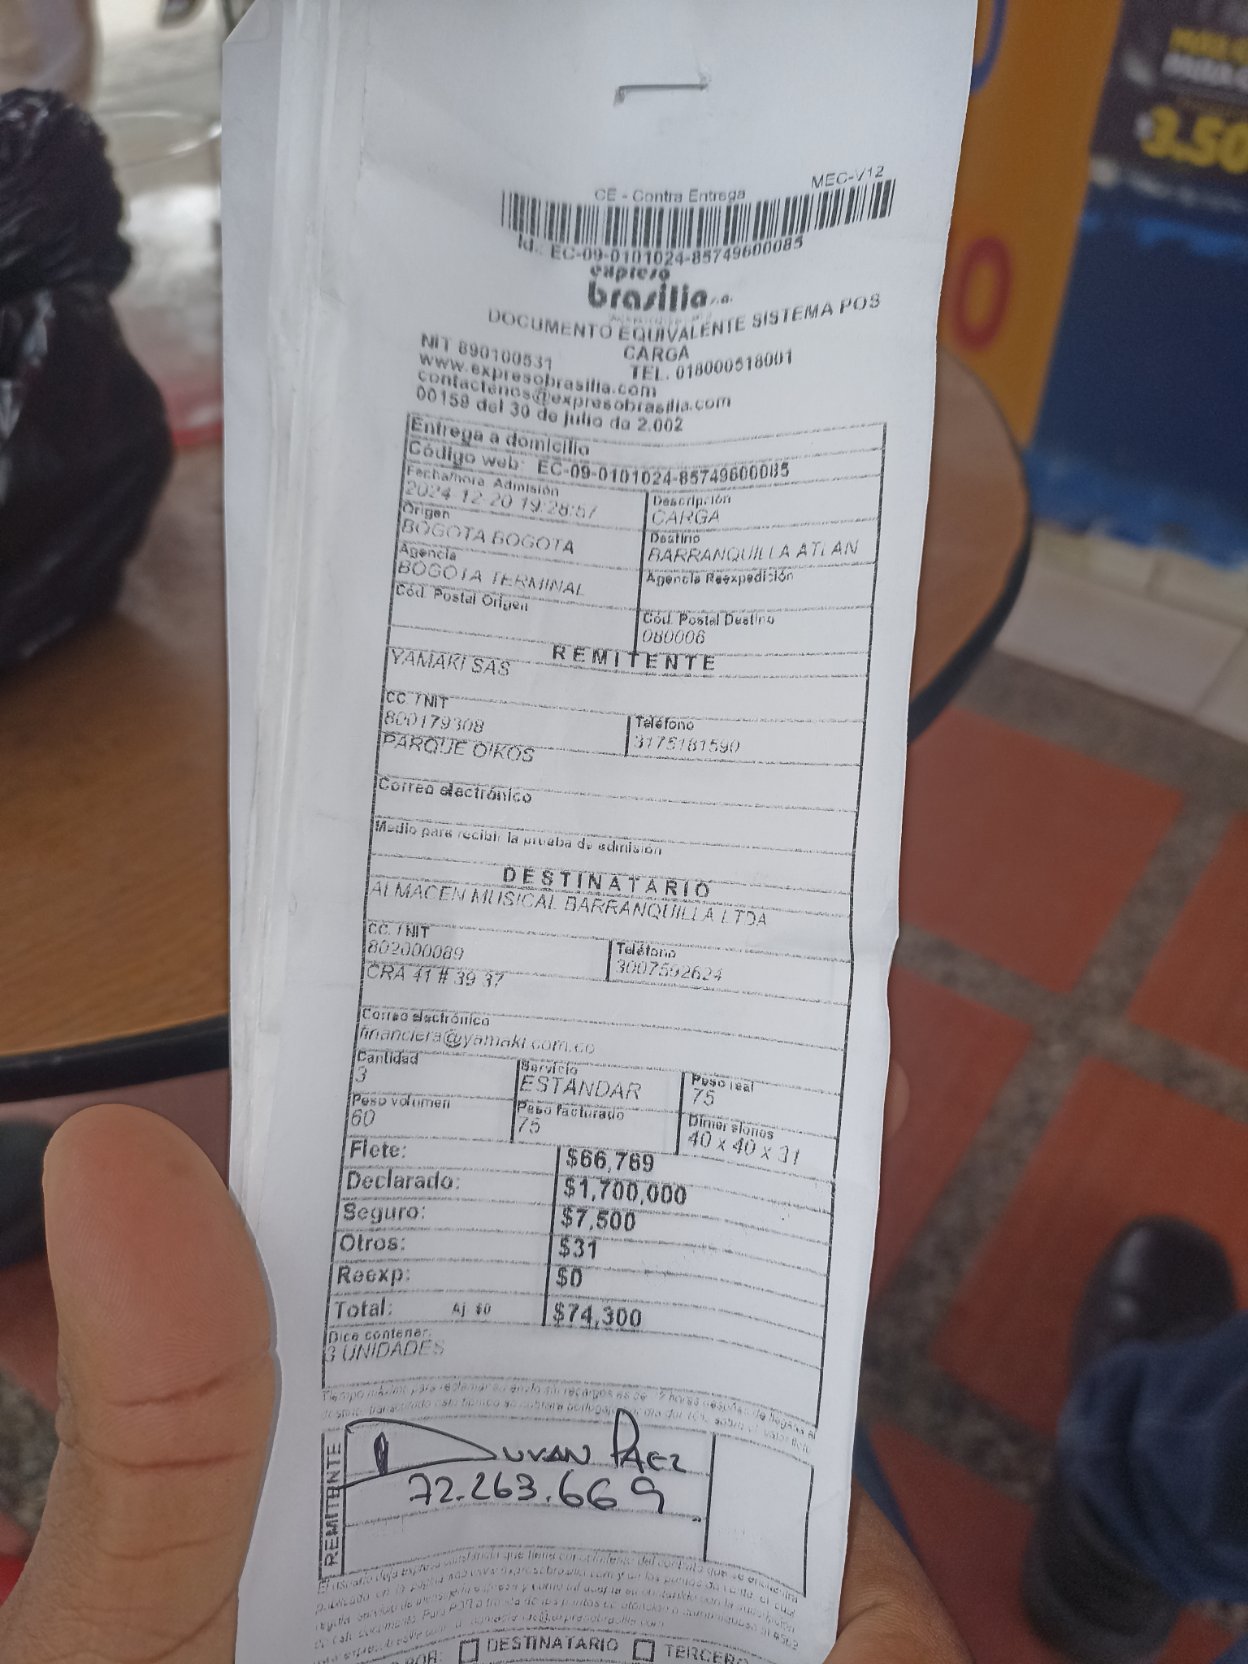 3.50
CE - Contra Entrega
MEC-V12
Id.: EC-09-0101024-85749600085
expreso
brasilia s.a.
DOCUMENTO EQUIVALENTE SISTEMA POS
CARGA
NIT 890100531
TEL. 018000518001
www.expresobrasilia.com
contactenos@expresobrasilia.com
00158 del 30 de julio da 2.002
Entrega a domicilio
Código web: EC-09-0101024-85749600085
Fecha/hora Admisión
2024-12-20 19:28:57
Descripción
CARGA
Origen
BOGOTA BOGOTA
Destino
BARRANQUILLA ATLAN
Agencia
BOGOTA TERMINAL
Agencia Reexpedición
Cód. Postal Origen
Cód. Postal Destino
080006
REMITENTE
YAMAKI SAS
CC / NIT
800179308
Teléfono
3175181590
PARQUE OIKOS
Correo electrónico
Medio para recibir la prueba de admisión
DESTINATARIO
ALMACEN MUSICAL BARRANQUILLA LTDA
CC / NIT
802000089
Teléfono
3007592624
CRA 41 # 39 37
Correo electrónico
financiera@yamaki.com.co
Cantidad
3
Servicio
ESTANDAR
Peso real
75
Peso volumen
60
Peso facturado
75
Dimensiones
40 x 40 x 31
Flete: $66,769
Declarado: $1,700,000
Seguro: $7,500
Otros: $31
Reexp: $0
Total: Aj $0 $74,300
Dice contener:
3 UNIDADES
REMITENTE
DUVAN PAEZ
72.263.669
DESTINATARIO
TERCERO